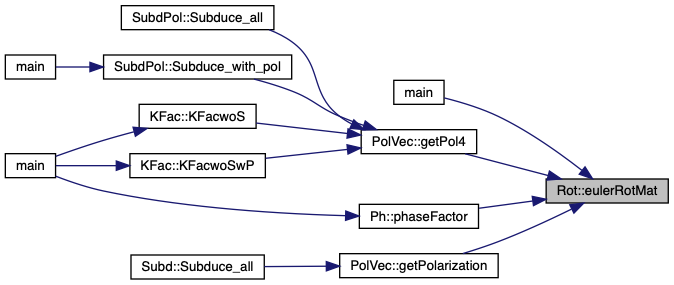 SubdPol::Subduce_all
main
SubdPol::Subduce_with_pol
main
KFac::KFacwoS
PolVec::getPol4
main
KFac::KFacwoSwP
Rot::eulerRotMat
Ph::phaseFactor
Subd::Subduce_all
PolVec::getPolarization